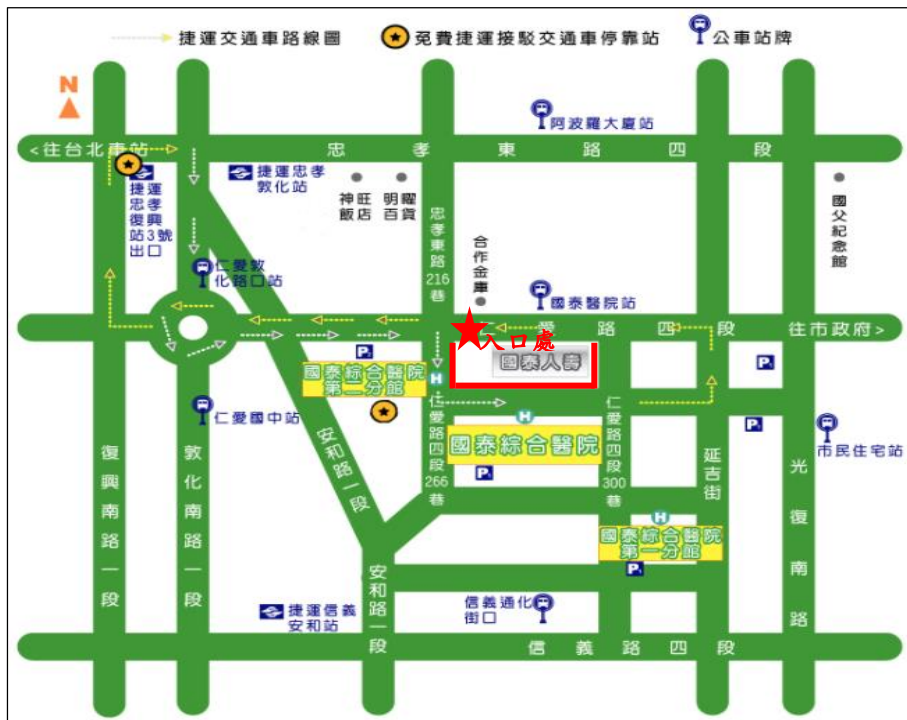 捷運交通車路線圖
免費捷運接駁交通車停靠站
公車站牌
N
阿波羅大廈站
<往台北車站
忠孝東路四段
捷運
忠孝
復興
站3號
出口
捷運忠孝
敦化站
神旺
飯店
明曜
百貨
忠孝東路216巷
合作金庫
國父紀念館
仁愛敦
化路口站
國泰醫院站
仁愛路四段
往市政府>
入口處
國泰人壽
P
國泰綜合醫院
第二分館
H
P
仁愛國中站
仁愛路四段266巷
H
國泰綜合醫院
P
仁愛路四段300巷
P
市民住宅站
復興南路一段
敦化南路一段
安和路一段
延吉街
光復南路
H
國泰綜合醫院
第一分館
P
安和路一段
捷運信義
安和站
信義通化
街口
信義路四段